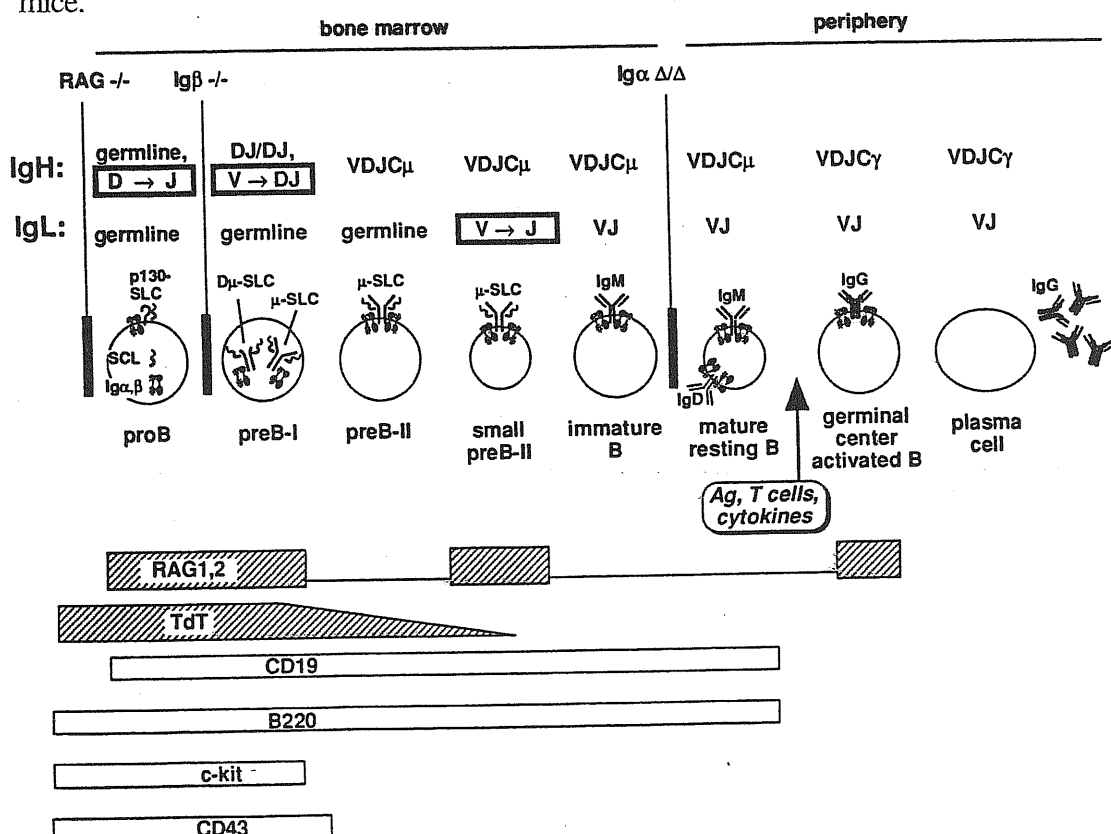 mice.
bone marrow
periphery
RAG -/-
Igβ -/-
Igα Δ/Δ
IgH:
germline,
DJ/DJ,
VDJCμ
VDJCμ
VDJCμ
VDJCμ
VDJCγ
VDJCγ
D → J
V → DJ
IgL:
germline
germline
germline
V → J
VJ
VJ
VJ
VJ
p130-
SLC
Dμ-SLC
μ-SLC
μ-SLC
μ-SLC
IgM
IgM
IgG
IgG
SCL
Igα,β
IgD
proB
preB-I
preB-II
small
preB-II
immature
B
mature
resting B
germinal
center
activated B
plasma
cell
Ag, T cells,
cytokines
RAG1,2
TdT
CD19
B220
c-kit
CD43